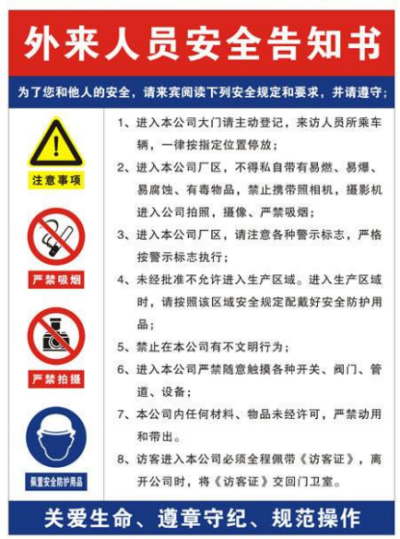 外来人员安全告知书
为了您和他人的安全，请来宾阅读下列安全规定和要求，并请遵守；
注意事项
严禁吸烟
严禁拍摄
佩置安全防护用品
1、进入本公司大门请主动登记，来访人员所乘车
辆，一律按指定位置停放；
2、进入本公司厂区，不得私自带有易燃、易爆、
易腐蚀、有毒物品，禁止携带照相机，摄影机
进入公司拍照，摄像、严禁吸烟；
3、进入本公司厂区，请注意各种警示标志，严格
按警示标志执行；
4、未经批准不允许进入生产区域。进入生产区域
时，请按照该区域安全规定配戴好安全防护用
品；
5、禁止在本公司有不文明行为；
6、进入本公司严禁随意触摸各种开关、阀门、管
道、设备；
7、本公司内任何材料、物品未经许可，严禁动用
和带出。
8、访客进入本公司必须全程佩带《访客证》，离
开公司时，将《访客证》交回门卫室。
关爱生命、遵章守纪、规范操作